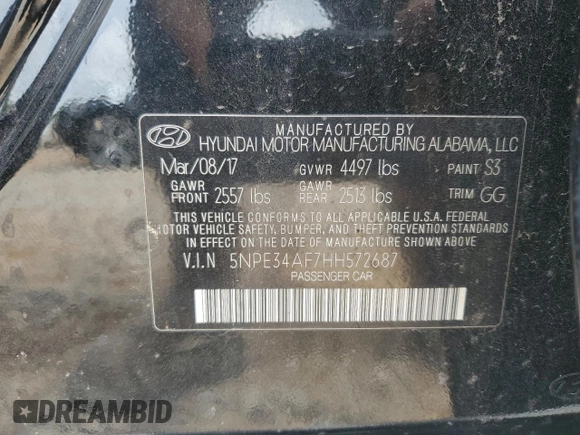 MANUFACTURED BY
HYUNDAI MOTOR MANUFACTURING ALABAMA, LLC
Mar/08/17 GVWR 4497 lbs PAINT S3
GAWR FRONT 2557 lbs GAWR REAR 2513 lbs TRIM GG
THIS VEHICLE CONFORMS TO ALL APPLICABLE U.S.A. FEDERAL
MOTOR VEHICLE SAFETY, BUMPER, AND THEFT PREVENTION STANDARDS
IN EFFECT ON THE DATE OF MANUFACTURE SHOWN ABOVE.
V.I.N 5NPE34AF7HH572687
PASSENGER CAR
DREAMBID